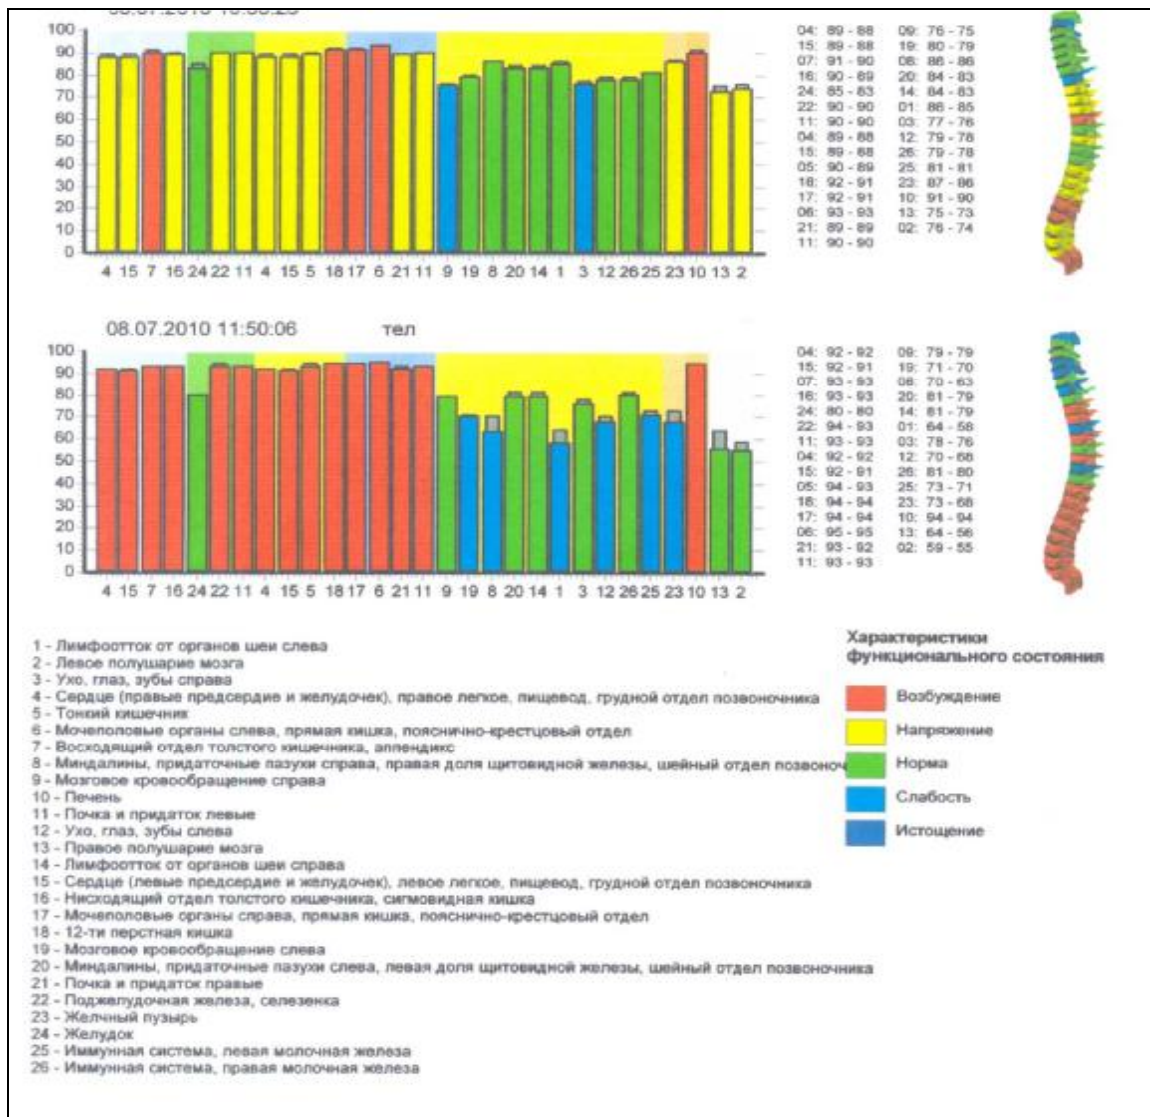 100
90
80
70
60
50
40
30
20
10
0
4 15 7 16 24 22 11 4 15 5 18 17 6 21 11 9 19 8 20 14 1 3 12 26 25 23 10 13 2
04: 89 - 88 09: 76 - 75
15: 89 - 88 19: 80 - 79
07: 91 - 90 08: 86 - 86
16: 90 - 89 20: 84 - 83
24: 85 - 83 14: 84 - 83
22: 90 - 90 01: 86 - 85
11: 90 - 90 03: 77 - 76
04: 89 - 88 12: 79 - 78
15: 89 - 88 26: 79 - 78
05: 90 - 89 25: 81 - 81
18: 92 - 91 23: 87 - 86
17: 92 - 91 10: 91 - 90
06: 93 - 93 13: 75 - 73
21: 89 - 89 02: 76 - 74
11: 90 - 90
08.07.2010 11:50:06 тел
100
90
80
70
60
50
40
30
20
10
0
4 15 7 16 24 22 11 4 15 5 18 17 6 21 11 9 19 8 20 14 1 3 12 26 25 23 10 13 2
04: 92 - 92 09: 79 - 79
15: 92 - 91 19: 71 - 70
07: 93 - 93 08: 70 - 63
16: 93 - 93 20: 81 - 79
24: 80 - 80 14: 81 - 79
22: 94 - 93 01: 64 - 58
11: 93 - 93 03: 78 - 76
04: 92 - 92 12: 70 - 68
15: 92 - 91 26: 81 - 80
05: 94 - 93 25: 73 - 71
18: 94 - 94 23: 73 - 68
17: 94 - 94 10: 94 - 94
06: 95 - 95 13: 64 - 56
21: 93 - 92 02: 59 - 55
11: 93 - 93
1 - Лимфоотток от органов шеи слева
2 - Левое полушарие мозга
3 - Ухо, глаз, зубы справа
4 - Сердце (правые предсердие и желудочек), правое легкое, пищевод, грудной отдел позвоночника
5 - Тонкий кишечник
6 - Мочеполовые органы слева, прямая кишка, пояснично-крестцовый отдел
7 - Восходящий отдел толстого кишечника, аппендикс
8 - Миндалины, придаточные пазухи справа, правая доля щитовидной железы, шейный отдел позвоноч
9 - Мозговое кровообращение справа
10 - Печень
11 - Почка и придаток левые
12 - Ухо, глаз, зубы слева
13 - Правое полушарие мозга
14 - Лимфоотток от органов шеи справа
15 - Сердце (левые предсердие и желудочек), левое легкое, пищевод, грудной отдел позвоночника
16 - Нисходящий отдел толстого кишечника, сигмовидная кишка
17 - Мочеполовые органы справа, прямая кишка, пояснично-крестцовый отдел
18 - 12-ти перстная кишка
19 - Мозговое кровообращение слева
20 - Миндалины, придаточные пазухи слева, левая доля щитовидной железы, шейный отдел позвоночника
21 - Почка и придаток правые
22 - Поджелудочная железа, селезенка
23 - Желчный пузырь
24 - Желудок
25 - Иммунная система, левая молочная железа
26 - Иммунная система, правая молочная железа
Характеристики
функционального состояния
Возбуждение
Напряжение
Норма
Слабость
Истощение